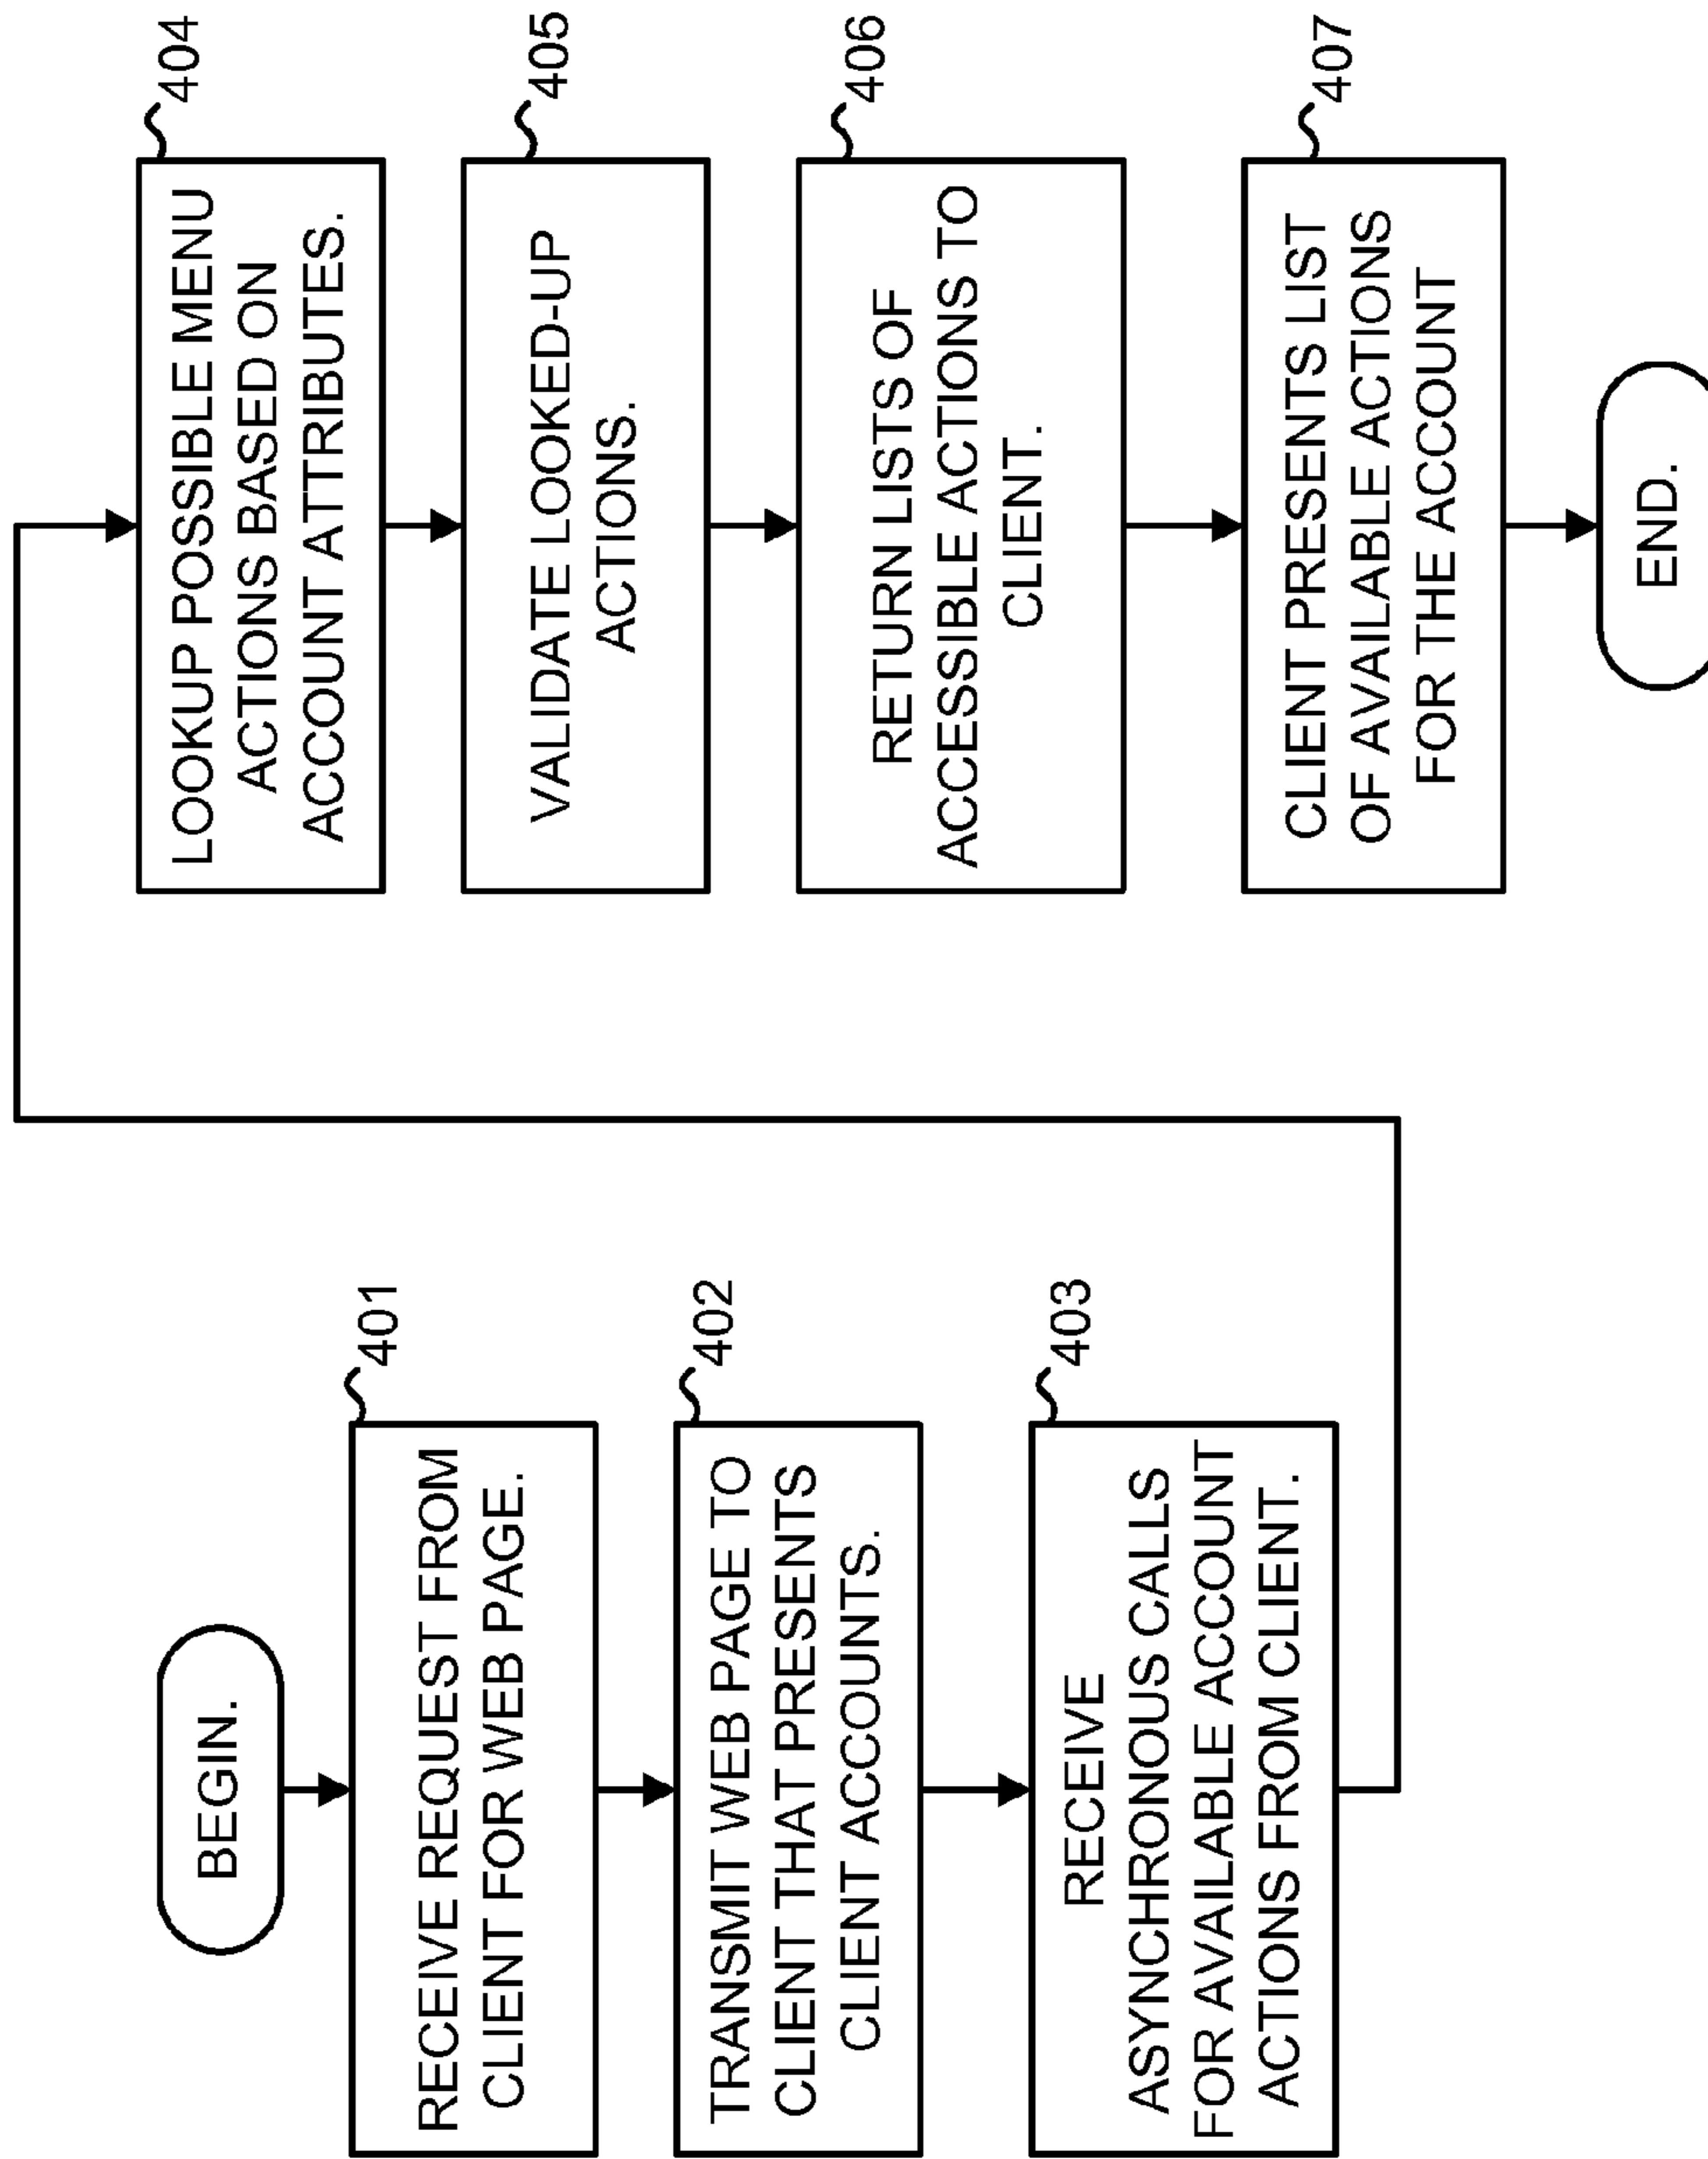 BEGIN.
401
RECEIVE REQUEST FROM
CLIENT FOR WEB PAGE.
402
TRANSMIT WEB PAGE TO
CLIENT THAT PRESENTS
CLIENT ACCOUNTS.
403
RECEIVE
ASYNCHRONOUS CALLS
FOR AVAILABLE ACCOUNT
ACTIONS FROM CLIENT.
404
LOOKUP POSSIBLE MENU
ACTIONS BASED ON
ACCOUNT ATTRIBUTES.
405
VALIDATE LOOKED-UP
ACTIONS.
406
RETURN LISTS OF
ACCESSIBLE ACTIONS TO
CLIENT.
407
CLIENT PRESENTS LIST
OF AVAILABLE ACTIONS
FOR THE ACCOUNT
END.